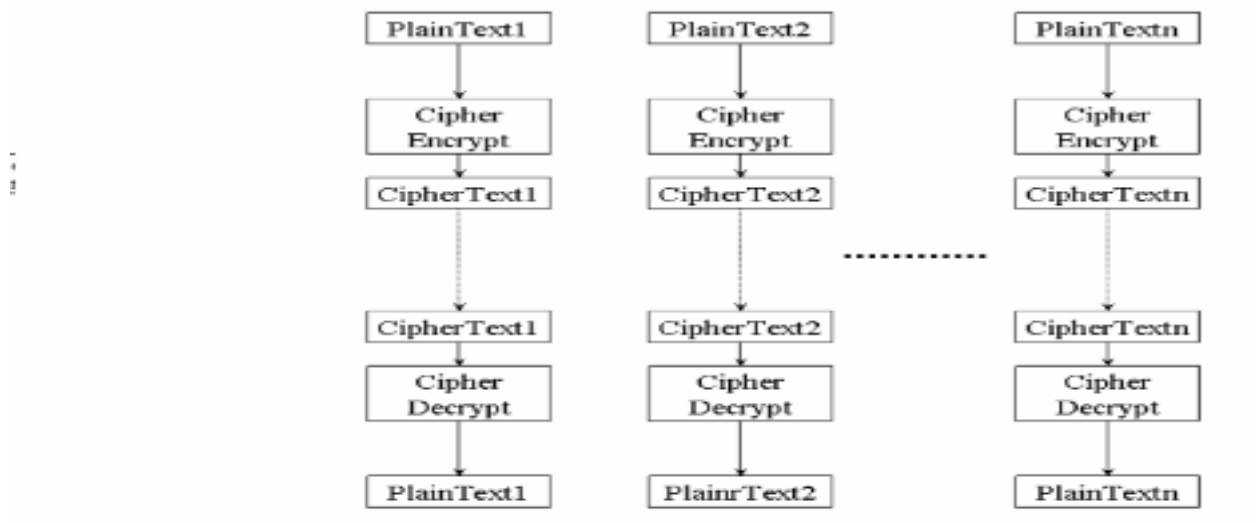 PlainText1 PlainText2 PlainTextn
Cipher Cipher Cipher
Encrypt Encrypt Encrypt
CipherText1 CipherText2 CipherTextn
CipherText1 CipherText2 CipherTextn
Cipher Cipher Cipher
Decrypt Decrypt Decrypt
PlainText1 PlainrText2 PlainTextn